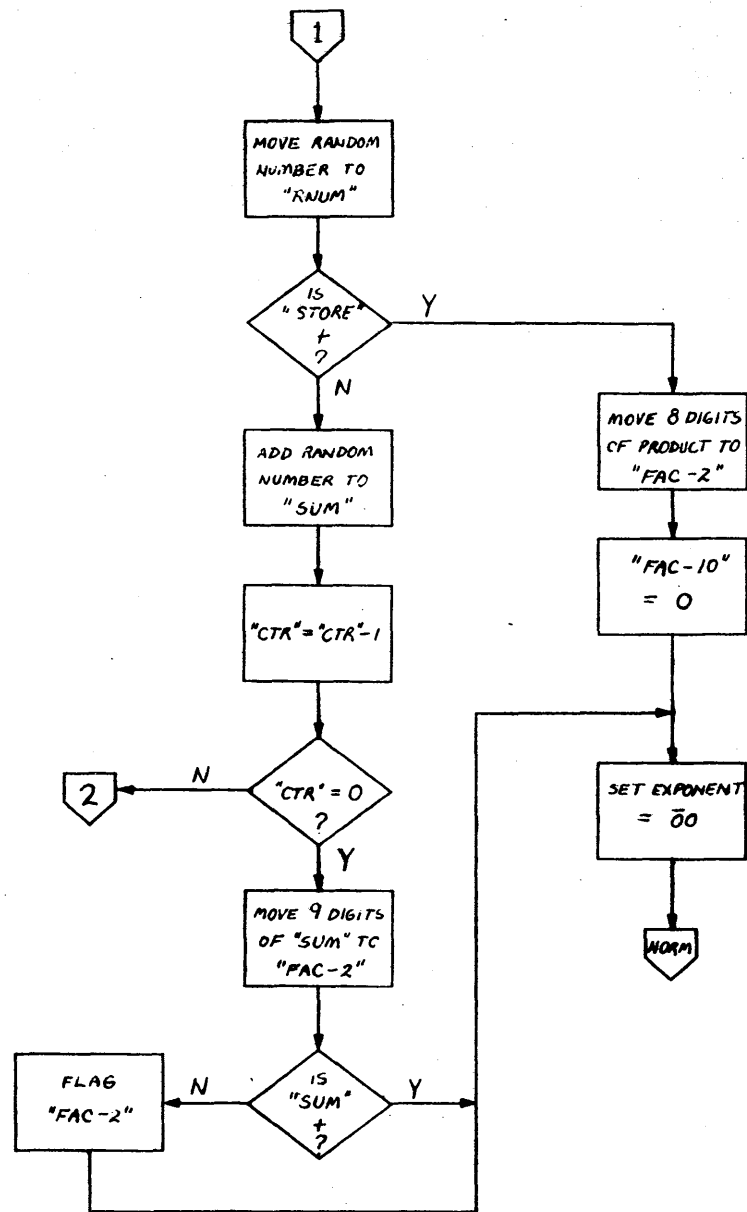 1
MOVE RANDOM
NUMBER TO
"RNUM"
IS
"STORE"
+
?
Y
N
ADD RANDOM
NUMBER TO
"SUM"
"CTR"="CTR"-1
"CTR" = 0
?
N
2
Y
MOVE 9 DIGITS
OF "SUM" TO
"FAC-2"
IS
"SUM"
+
?
N
Y
FLAG
"FAC-2"
MOVE 8 DIGITS
OF PRODUCT TO
"FAC-2"
"FAC-10"
= 0
SET EXPONENT
= 0̄0
NORM